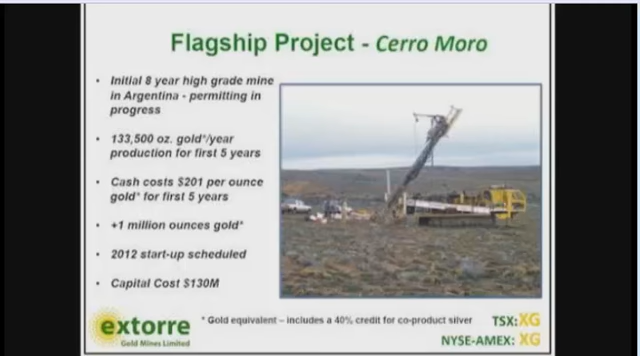 Flagship Project - Cerro Moro
• Initial 8 year high grade mine
in Argentina - permitting in
progress
• 133,500 oz. gold*/year
production for first 5 years
• Cash costs $201 per ounce
gold* for first 5 years
• +1 million ounces gold*
• 2012 start-up scheduled
• Capital Cost $130M
* Gold equivalent – includes a 40% credit for co-product silver
extorre
Gold Mines Limited
TSX:XG
NYSE-AMEX: XG